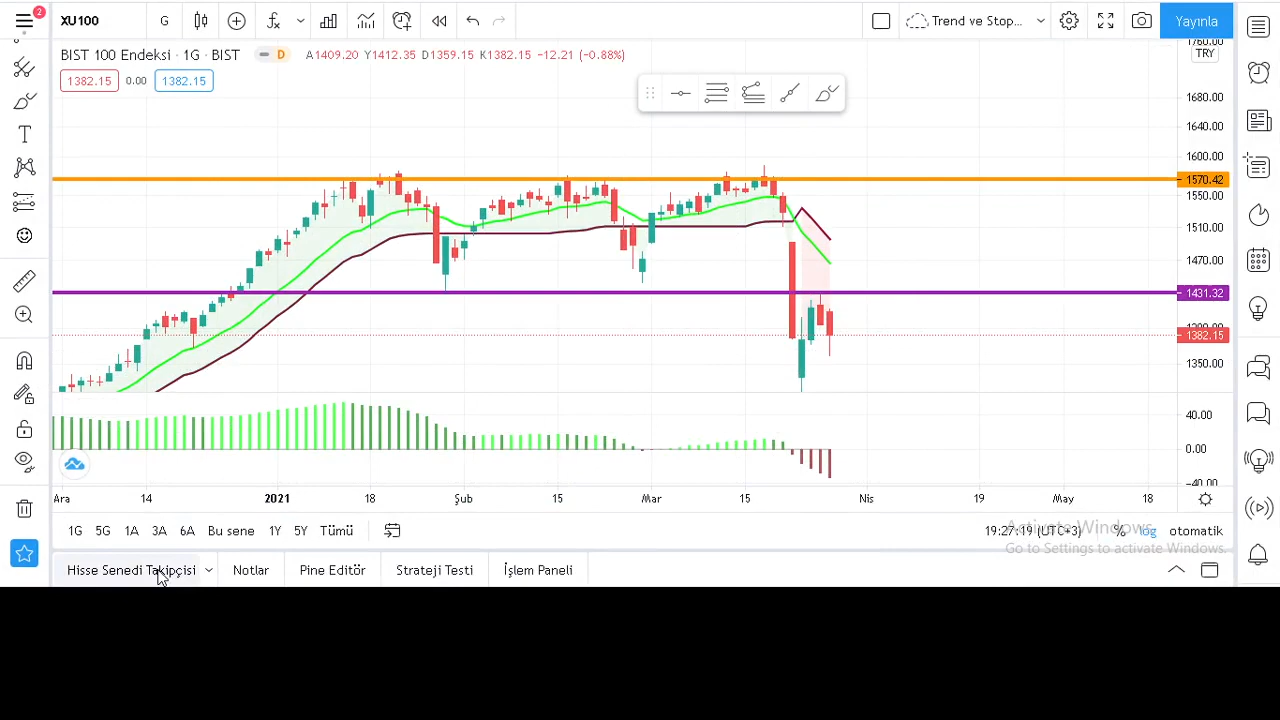 2
XU100
G
Trend ve Stop...
Yayınla
BIST 100 Endeksi · 1G · BIST
D
A1409.20 Y1412.35 D1359.15 K1382.15 −12.21 (−0.88%)
1382.15 0.00 1382.15
1760.00
TRY
1680.00
1640.00
1600.00
1570.42
1550.00
1510.00
1470.00
1431.32
1382.15
1350.00
40.00
0.00
−40.00
Ara 14 2021 18 Şub 15 Mar 15 Nis 19 May 18
1G 5G 1A 3A 6A Bu sene 1Y 5Y Tümü
19:27:19 (UTC+3) % log otomatik
Activate Windows
Go to Settings to activate Windows.
Hisse Senedi Takipçisi Notlar Pine Editör Strateji Testi İşlem Paneli